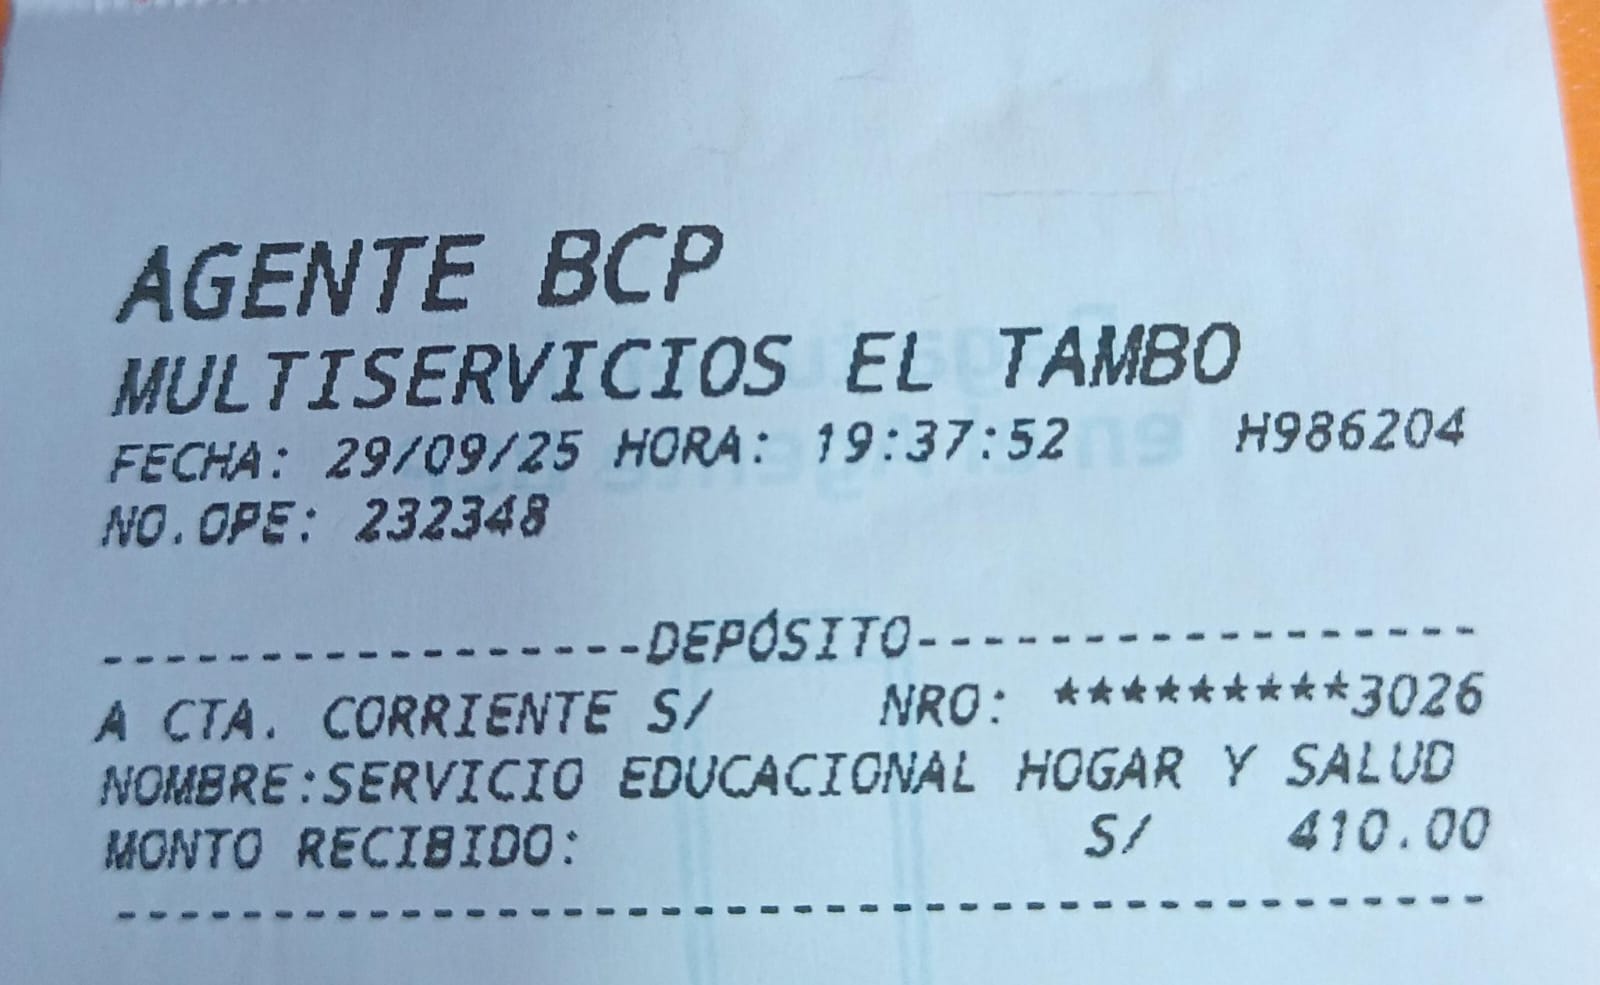 AGENTE BCP
MULTISERVICIOS EL TAMBO
FECHA: 29/09/25 HORA: 19:37:52 H986204
NO.OPE: 232348
------------------DEPÓSITO------------------
A CTA. CORRIENTE S/ NRO: *********3026
NOMBRE:SERVICIO EDUCACIONAL HOGAR Y SALUD
MONTO RECIBIDO: S/ 410.00
--------------------------------------------